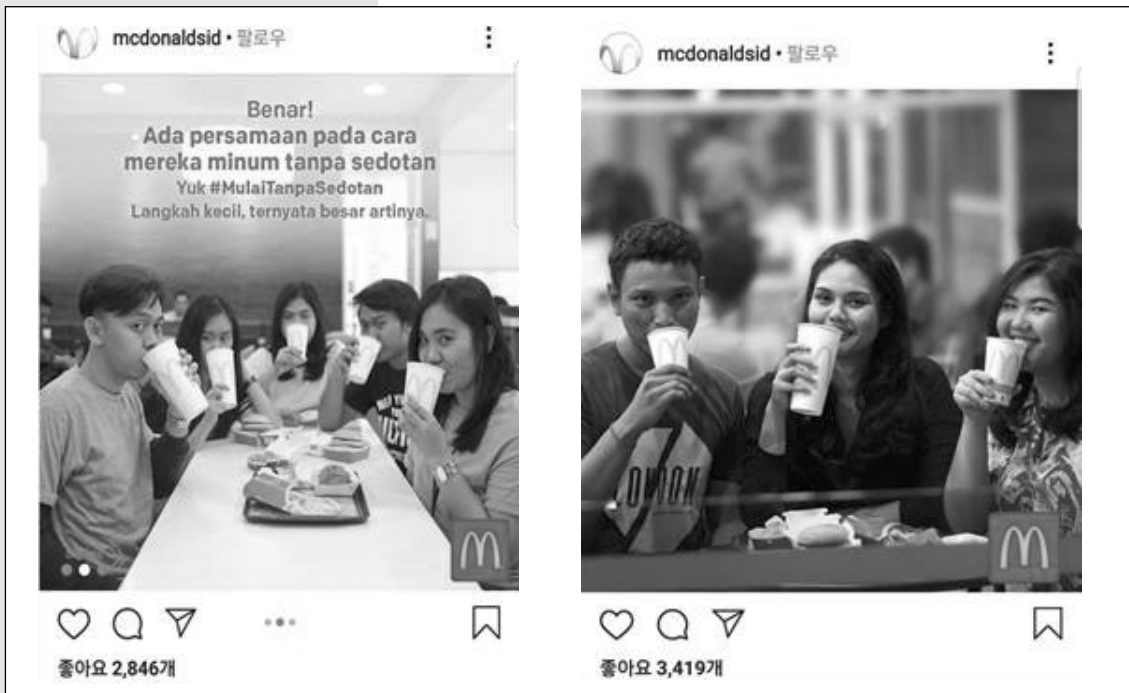 mcdonaldsid • 팔로우
Benar!
Ada persamaan pada cara
mereka minum tanpa sedotan
Yuk #MulaiTanpaSedotan
Langkah kecil, ternyata besar artinya.
좋아요 2,846개
mcdonaldsid • 팔로우
LONDON
좋아요 3,419개